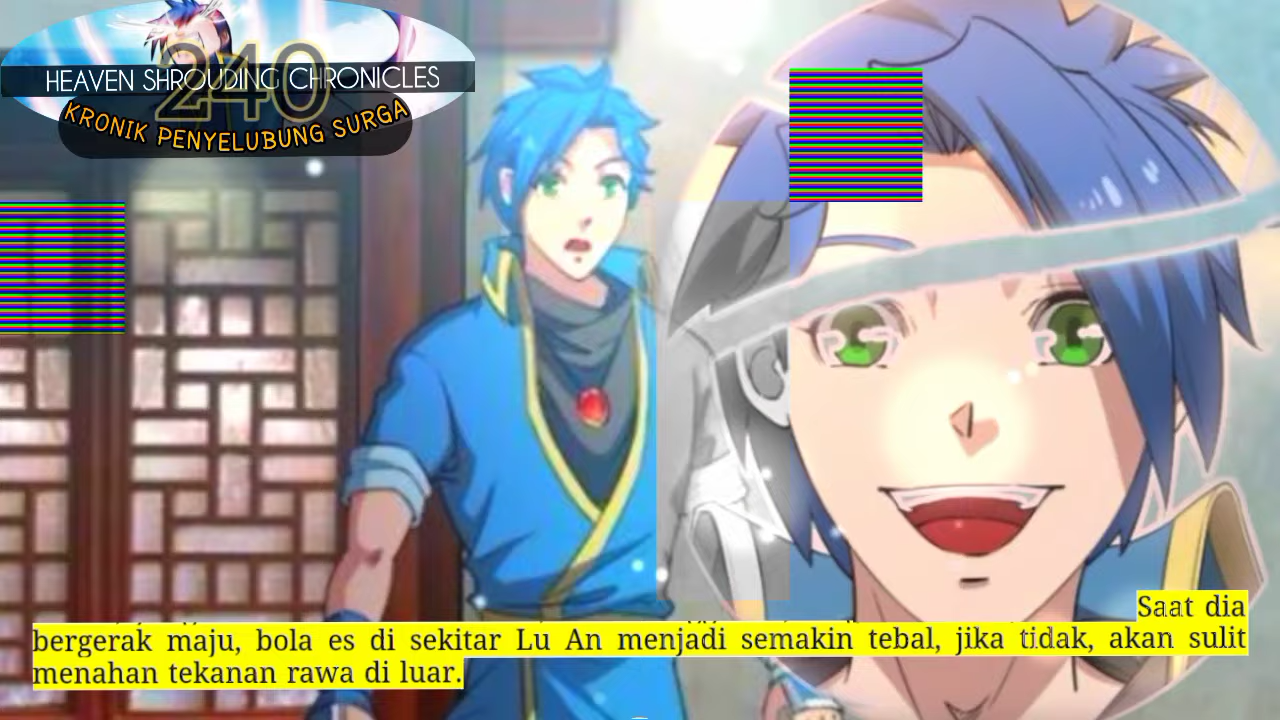 240
HEAVEN SHROUDING CHRONICLES
KRONIK PENYELUBUNG SURGA
Saat dia
bergerak maju, bola es di sekitar Lu An menjadi semakin tebal, jika tidak, akan sulit
menahan tekanan rawa di luar.